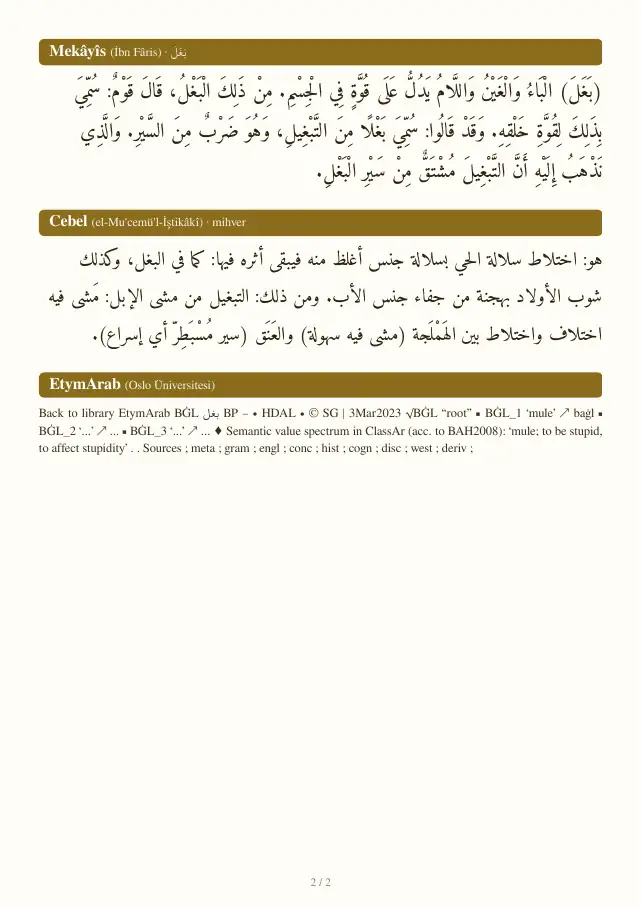 Mekâyîs (İbn Fâris) · بَغَلَ
(بَغَلَ) الْبَاءُ وَالْغَيْنُ وَاللَّامُ يَدُلُّ عَلَى قُوَّةٍ فِي الْجِسْمِ. مِنْ ذَلِكَ الْبَغْلُ، قَالَ قَوْمٌ: سُمِّيَ
بِذَلِكَ لِقُوَّةِ خَلْقِهِ. وَقَدْ قَالُوا: سُمِّيَ بَغْلًا مِنَ التَّبْغِيلِ، وَهُوَ ضَرْبٌ مِنَ السَّيْرِ. وَالَّذِي
نَذْهَبُ إِلَيْهِ أَنَّ التَّبْغِيلَ مُشْتَقٌّ مِنْ سَيْرِ الْبَغْلِ.
Cebel (el-Mu'cemü'l-İştikâkî) · mihver
هو: اختلاط سلالة الحي بسلالة جنس أغلظ منه فيبقى أثره فيها: كما في البغل، وكذلك
شوب الأولاد بهجنة من جفاء جنس الأب. ومن ذلك: التبغيل من مشى الإبل: مَشى فيه
اختلاف واختلاط بين الهَمْلَجة (مشى فيه سهولة) والعَنَق (سير مُسْبَطِرّ أي إسراع).
EtymArab (Oslo Üniversitesi)
Back to library EtymArab BĠL بغل BP – • HDAL • © SG | 3Mar2023 √BĠL “root” ▪ BĠL_1 ‘mule’ ↗ baġl ▪
BĠL_2 ‘...’ ↗ ... ▪ BĠL_3 ‘...’ ↗ ... ♦ Semantic value spectrum in ClassAr (acc. to BAH2008): ‘mule; to be stupid,
to affect stupidity’ . . Sources ; meta ; gram ; engl ; conc ; hist ; cogn ; disc ; west ; deriv ;
2 / 2